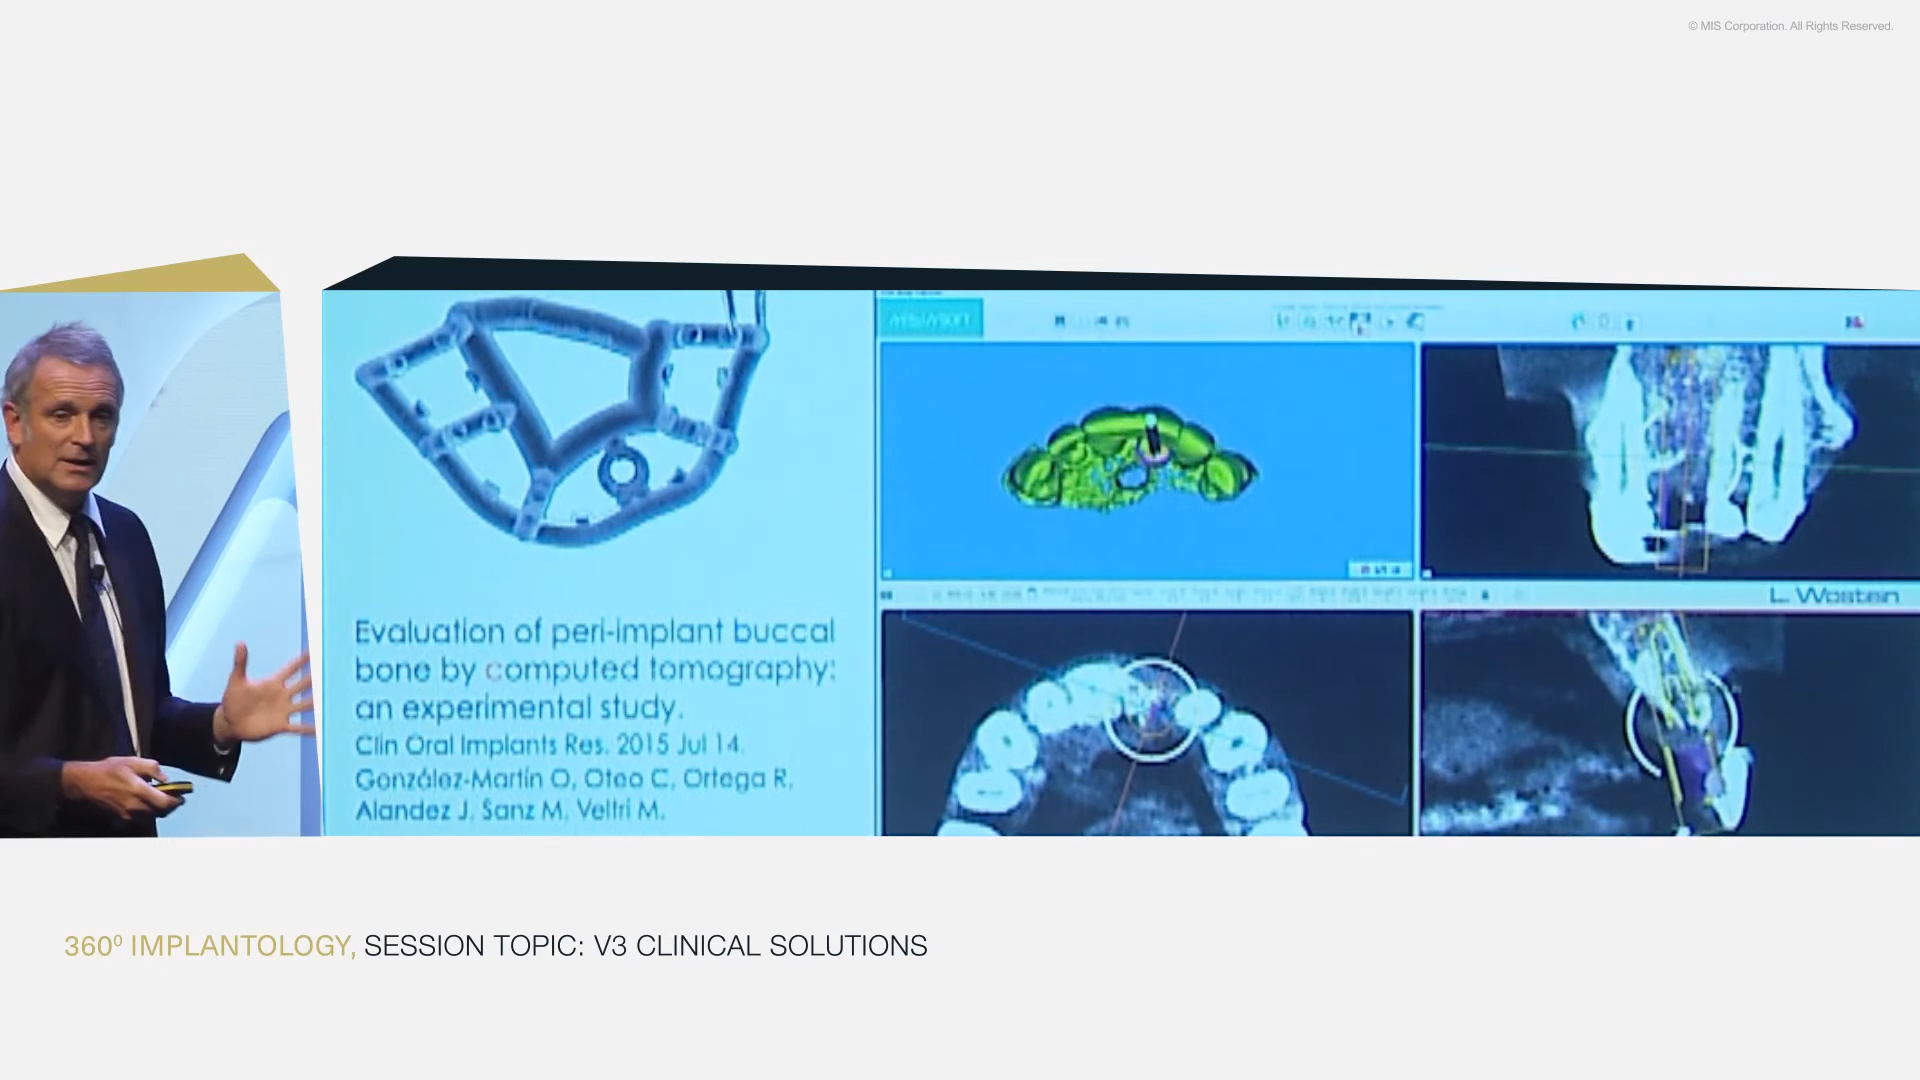 © MIS Corporation. All Rights Reserved.
Evaluation of peri-implant buccal
bone by computed tomography:
an experimental study.
Clin Oral Implants Res. 2015 Jul 14.
González-Martín O, Oteo C, Ortega R,
Alandez J, Sanz M, Veltri M.
L. Wostein
360⁰ IMPLANTOLOGY, SESSION TOPIC: V3 CLINICAL SOLUTIONS